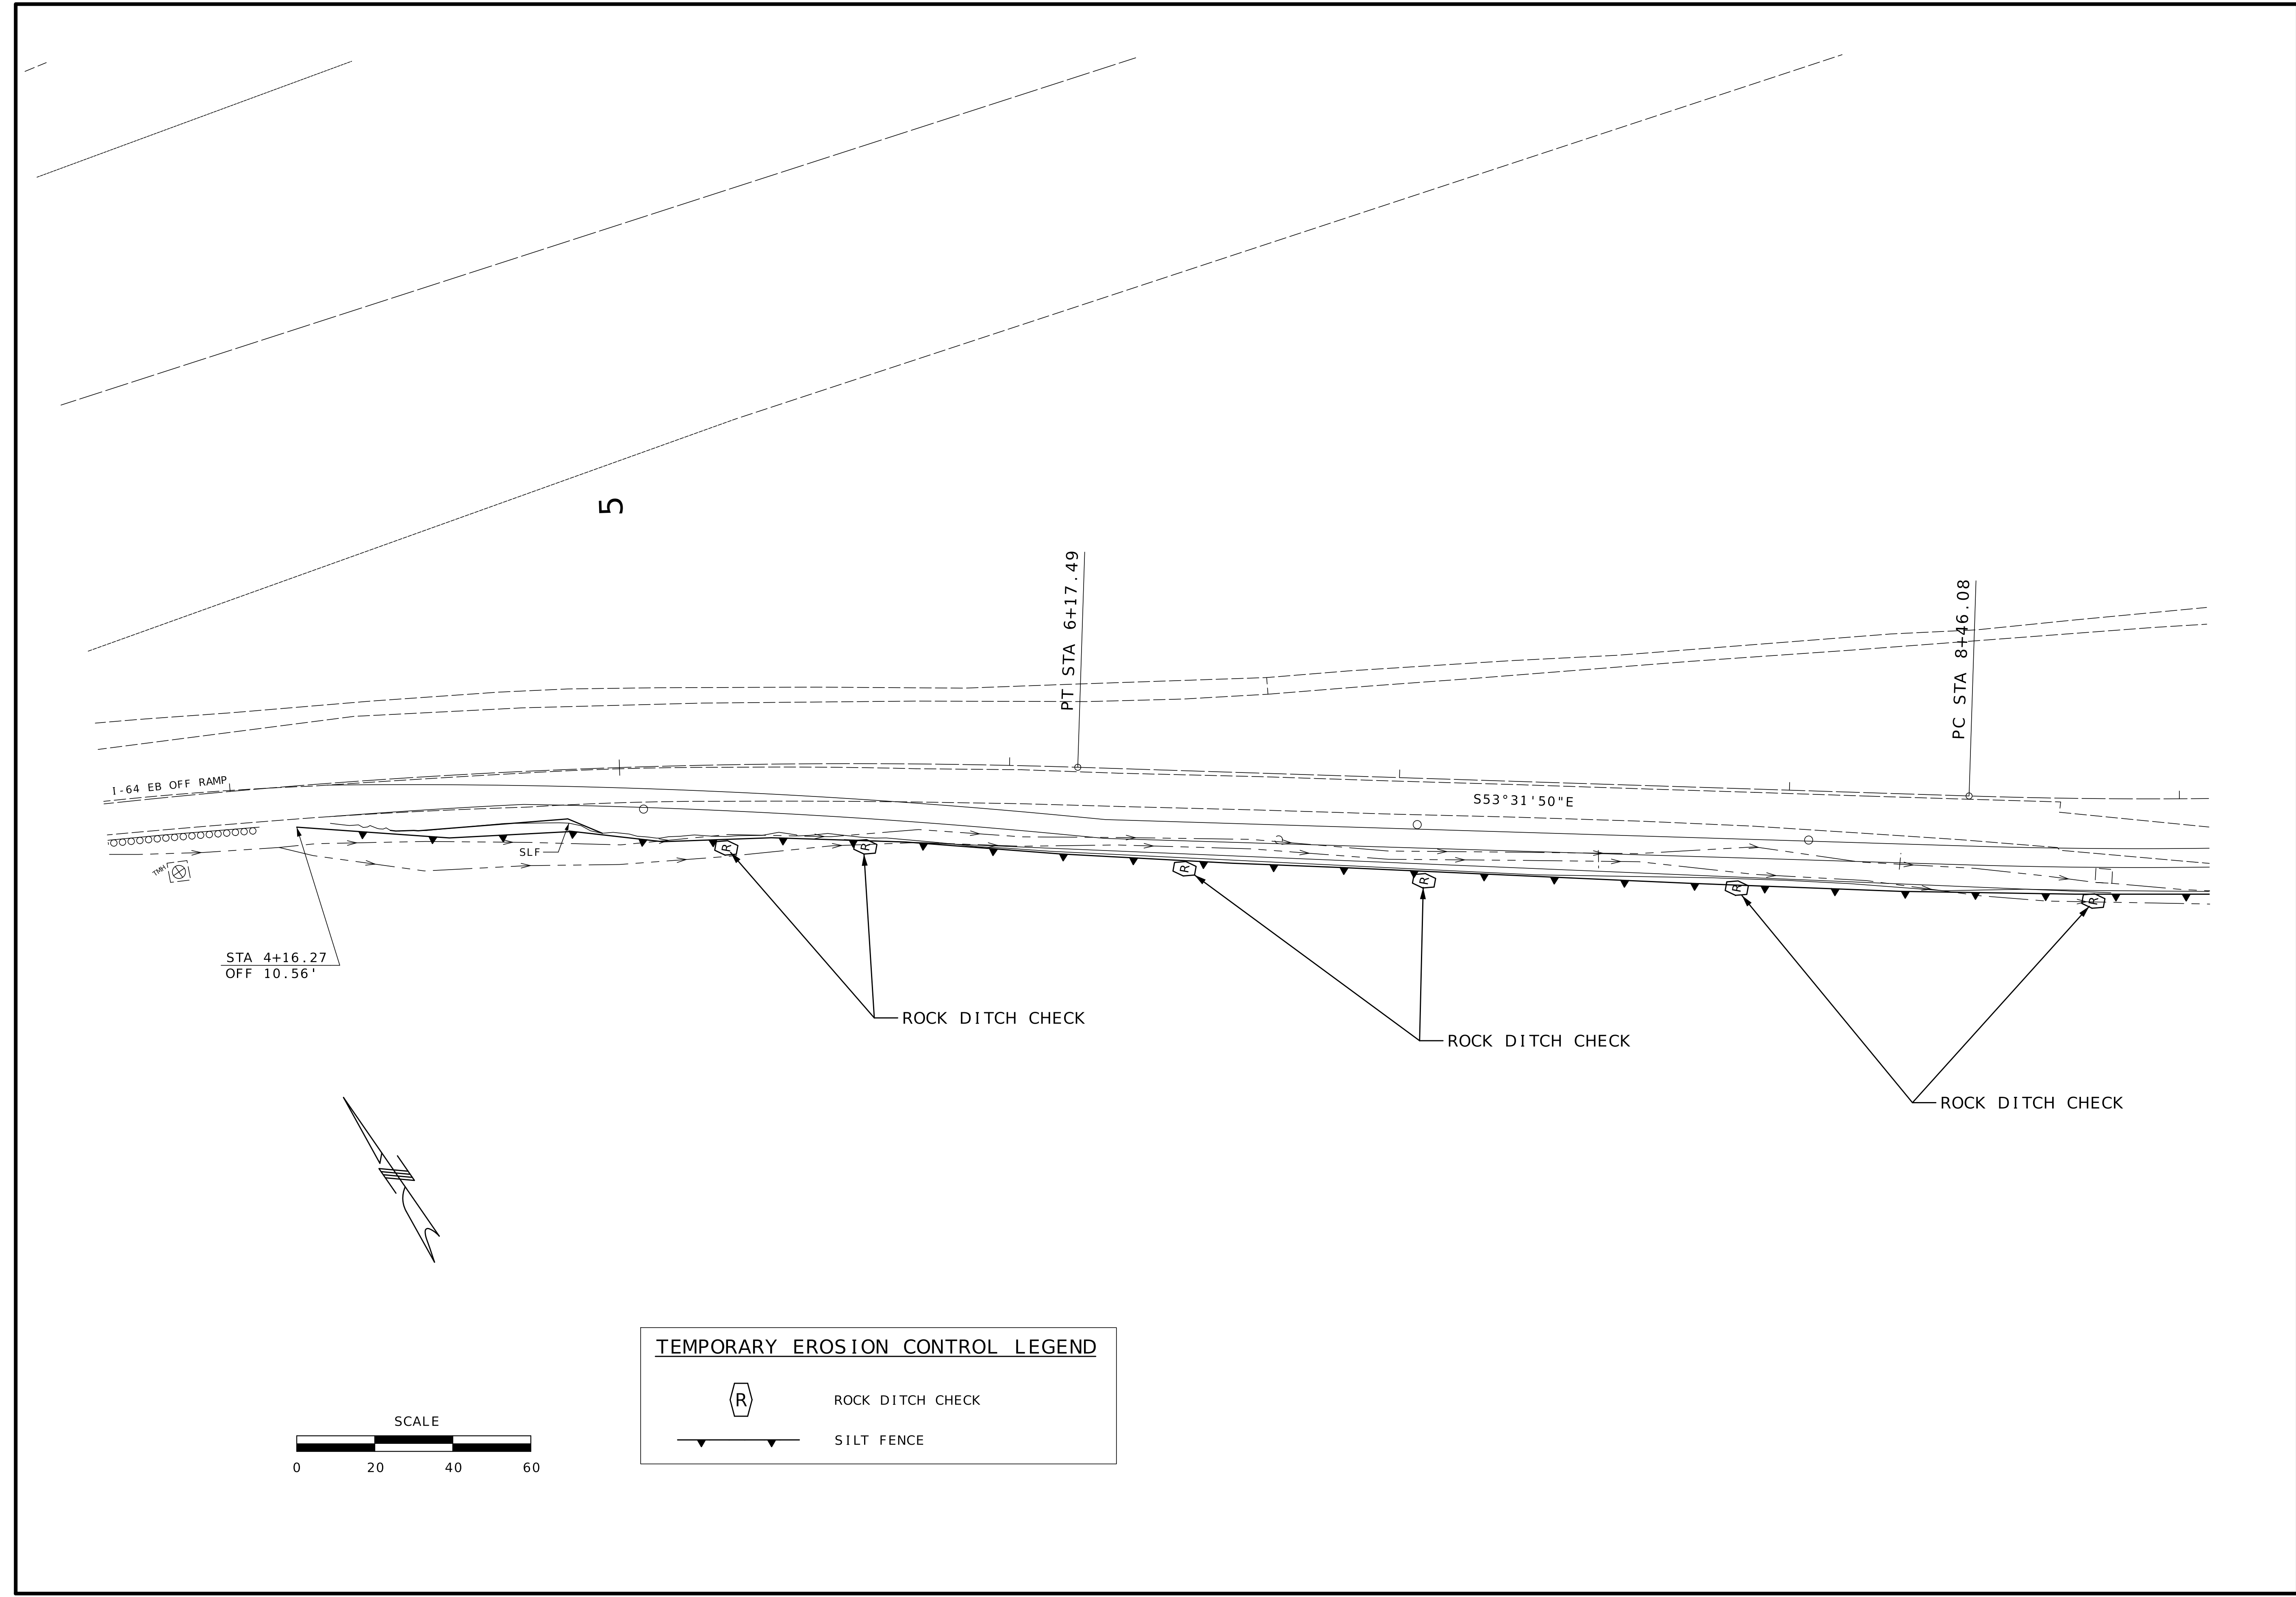 5
PT STA 6+17.49
PC STA 8+46.08
I-64 EB OFF RAMP
S53°31'50"E
TMH
SLF
R
R
R
R
R
R
STA 4+16.27
OFF 10.56'
ROCK DITCH CHECK
ROCK DITCH CHECK
ROCK DITCH CHECK
TEMPORARY EROSION CONTROL LEGEND
R ROCK DITCH CHECK
SILT FENCE
SCALE
0 20 40 60